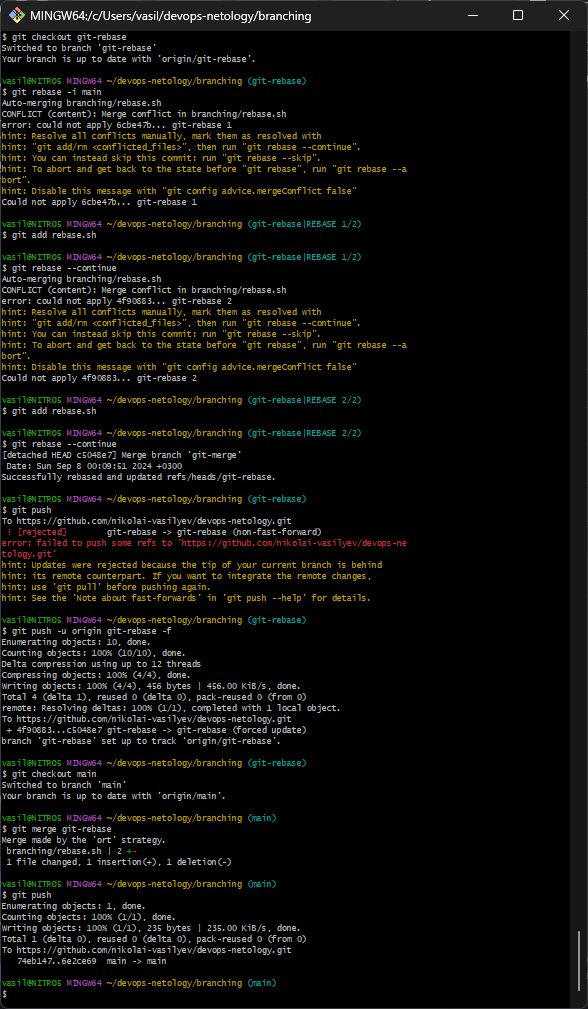 MINGW64:/c/Users/vasil/devops-netology/branching
$ git checkout git-rebase
Switched to branch 'git-rebase'
Your branch is up to date with 'origin/git-rebase'.
vasil@NITRO5 MINGW64 ~/devops-netology/branching (git-rebase)
$ git rebase -i main
Auto-merging branching/rebase.sh
CONFLICT (content): Merge conflict in branching/rebase.sh
error: could not apply 6cbe47b... git-rebase 1
hint: Resolve all conflicts manually, mark them as resolved with
hint: "git add/rm <conflicted_files>", then run "git rebase --continue".
hint: You can instead skip this commit: run "git rebase --skip".
hint: To abort and get back to the state before "git rebase", run "git rebase --a
bort".
hint: Disable this message with "git config advice.mergeConflict false"
Could not apply 6cbe47b... git-rebase 1
vasil@NITRO5 MINGW64 ~/devops-netology/branching (git-rebase|REBASE 1/2)
$ git add rebase.sh
vasil@NITRO5 MINGW64 ~/devops-netology/branching (git-rebase|REBASE 1/2)
$ git rebase --continue
Auto-merging branching/rebase.sh
CONFLICT (content): Merge conflict in branching/rebase.sh
error: could not apply 4f90883... git-rebase 2
hint: Resolve all conflicts manually, mark them as resolved with
hint: "git add/rm <conflicted_files>", then run "git rebase --continue".
hint: You can instead skip this commit: run "git rebase --skip".
hint: To abort and get back to the state before "git rebase", run "git rebase --a
bort".
hint: Disable this message with "git config advice.mergeConflict false"
Could not apply 4f90883... git-rebase 2
vasil@NITRO5 MINGW64 ~/devops-netology/branching (git-rebase|REBASE 2/2)
$ git add rebase.sh
vasil@NITRO5 MINGW64 ~/devops-netology/branching (git-rebase|REBASE 2/2)
$ git rebase --continue
[detached HEAD c5048e7] Merge branch 'git-merge'
Date: Sun Sep 8 00:09:51 2024 +0300
Successfully rebased and updated refs/heads/git-rebase.
vasil@NITRO5 MINGW64 ~/devops-netology/branching (git-rebase)
$ git push
To https://github.com/nikolai-vasilyev/devops-netology.git
! [rejected] git-rebase -> git-rebase (non-fast-forward)
error: failed to push some refs to 'https://github.com/nikolai-vasilyev/devops-ne
tology.git'
hint: Updates were rejected because the tip of your current branch is behind
hint: its remote counterpart. If you want to integrate the remote changes,
hint: use 'git pull' before pushing again.
hint: See the 'Note about fast-forwards' in 'git push --help' for details.
vasil@NITRO5 MINGW64 ~/devops-netology/branching (git-rebase)
$ git push -u origin git-rebase -f
Enumerating objects: 10, done.
Counting objects: 100% (10/10), done.
Delta compression using up to 12 threads
Compressing objects: 100% (4/4), done.
Writing objects: 100% (4/4), 456 bytes | 456.00 KiB/s, done.
Total 4 (delta 1), reused 0 (delta 0), pack-reused 0 (from 0)
remote: Resolving deltas: 100% (1/1), completed with 1 local object.
To https://github.com/nikolai-vasilyev/devops-netology.git
+ 4f90883...c5048e7 git-rebase -> git-rebase (forced update)
branch 'git-rebase' set up to track 'origin/git-rebase'.
vasil@NITRO5 MINGW64 ~/devops-netology/branching (git-rebase)
$ git checkout main
Switched to branch 'main'
Your branch is up to date with 'origin/main'.
vasil@NITRO5 MINGW64 ~/devops-netology/branching (main)
$ git merge git-rebase
Merge made by the 'ort' strategy.
branching/rebase.sh | 2 +-
1 file changed, 1 insertion(+), 1 deletion(-)
vasil@NITRO5 MINGW64 ~/devops-netology/branching (main)
$ git push
Enumerating objects: 1, done.
Counting objects: 100% (1/1), done.
Writing objects: 100% (1/1), 235 bytes | 235.00 KiB/s, done.
Total 1 (delta 0), reused 0 (delta 0), pack-reused 0 (from 0)
To https://github.com/nikolai-vasilyev/devops-netology.git
74eb147..6e2ce69 main -> main
vasil@NITRO5 MINGW64 ~/devops-netology/branching (main)
$